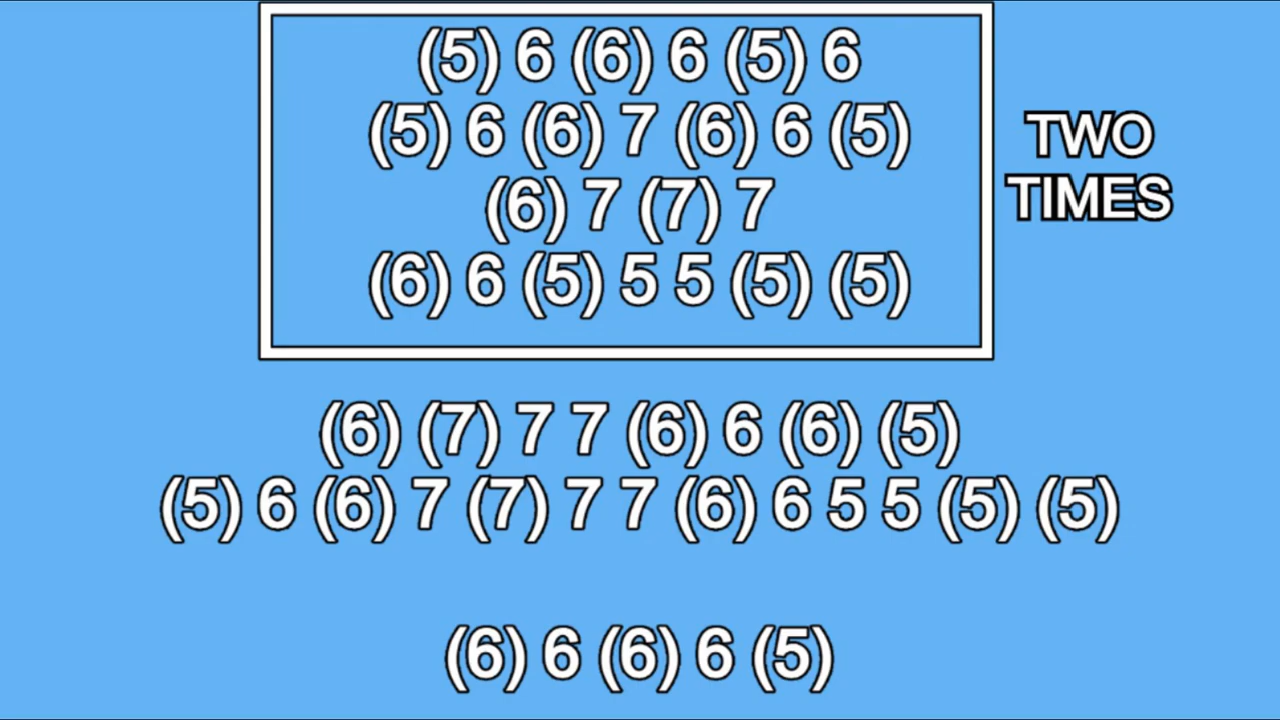 (5) 6 (6) 6 (5) 6
(5) 6 (6) 7 (6) 6 (5)
(6) 7 (7) 7
(6) 6 (5) 5 5 (5) (5)
TWO
TIMES
(6) (7) 7 7 (6) 6 (6) (5)
(5) 6 (6) 7 (7) 7 7 (6) 6 5 5 (5) (5)
(6) 6 (6) 6 (5)